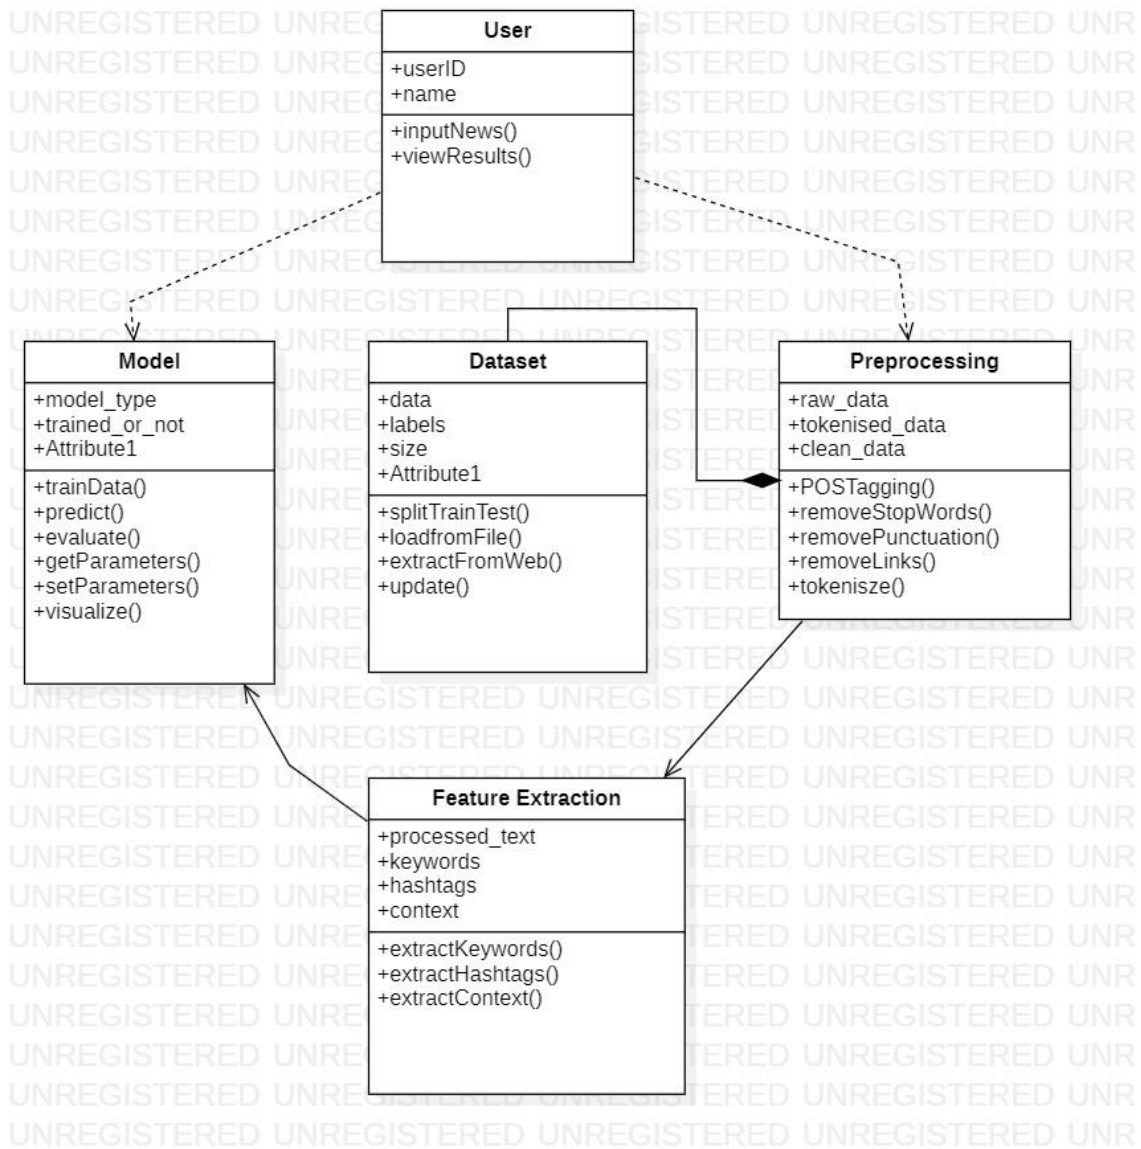 User
+userID
+name
+inputNews()
+viewResults()
Model
+model_type
+trained_or_not
+Attribute1
+trainData()
+predict()
+evaluate()
+getParameters()
+setParameters()
+visualize()
Dataset
+data
+labels
+size
+Attribute1
+splitTrainTest()
+loadfromFile()
+extractFromWeb()
+update()
Preprocessing
+raw_data
+tokenised_data
+clean_data
+POSTagging()
+removeStopWords()
+removePunctuation()
+removeLinks()
+tokenisze()
Feature Extraction
+processed_text
+keywords
+hashtags
+context
+extractKeywords()
+extractHashtags()
+extractContext()
UNREGISTERED